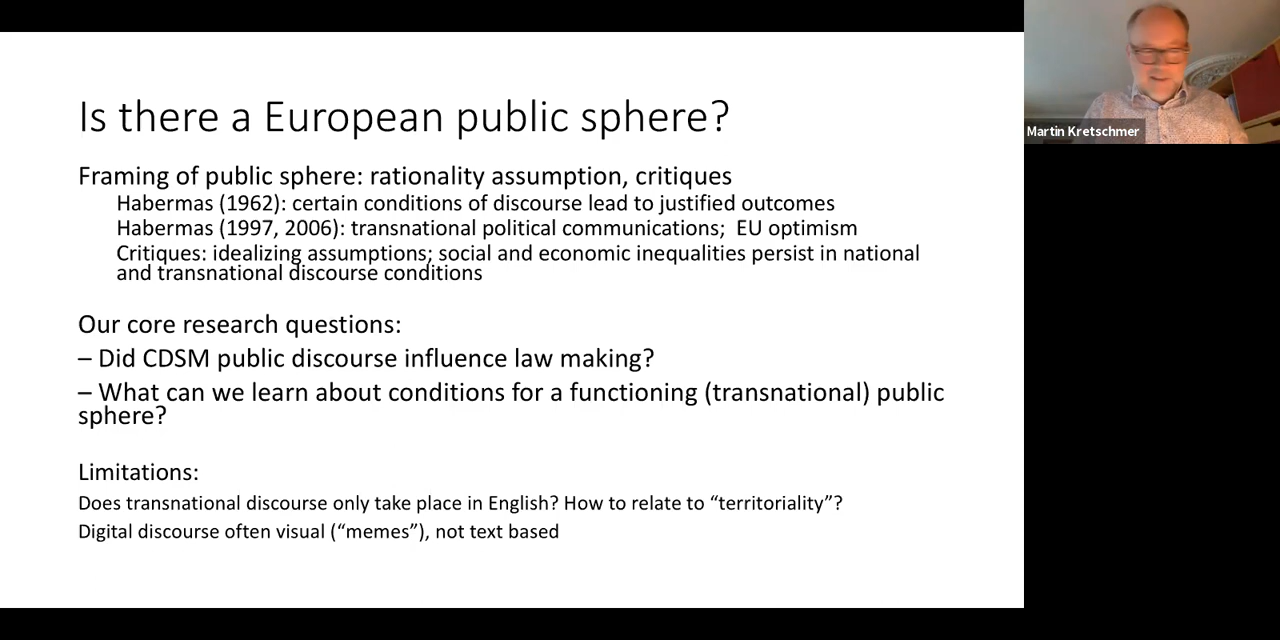 Is there a European public sphere?
Framing of public sphere: rationality assumption, critiques
Habermas (1962): certain conditions of discourse lead to justified outcomes
Habermas (1997, 2006): transnational political communications;  EU optimism
Critiques: idealizing assumptions; social and economic inequalities persist in national
and transnational discourse conditions
Our core research questions:
– Did CDSM public discourse influence law making?
– What can we learn about conditions for a functioning (transnational) public
sphere?
Limitations:
Does transnational discourse only take place in English? How to relate to “territoriality”?
Digital discourse often visual (“memes”), not text based
Martin Kretschmer